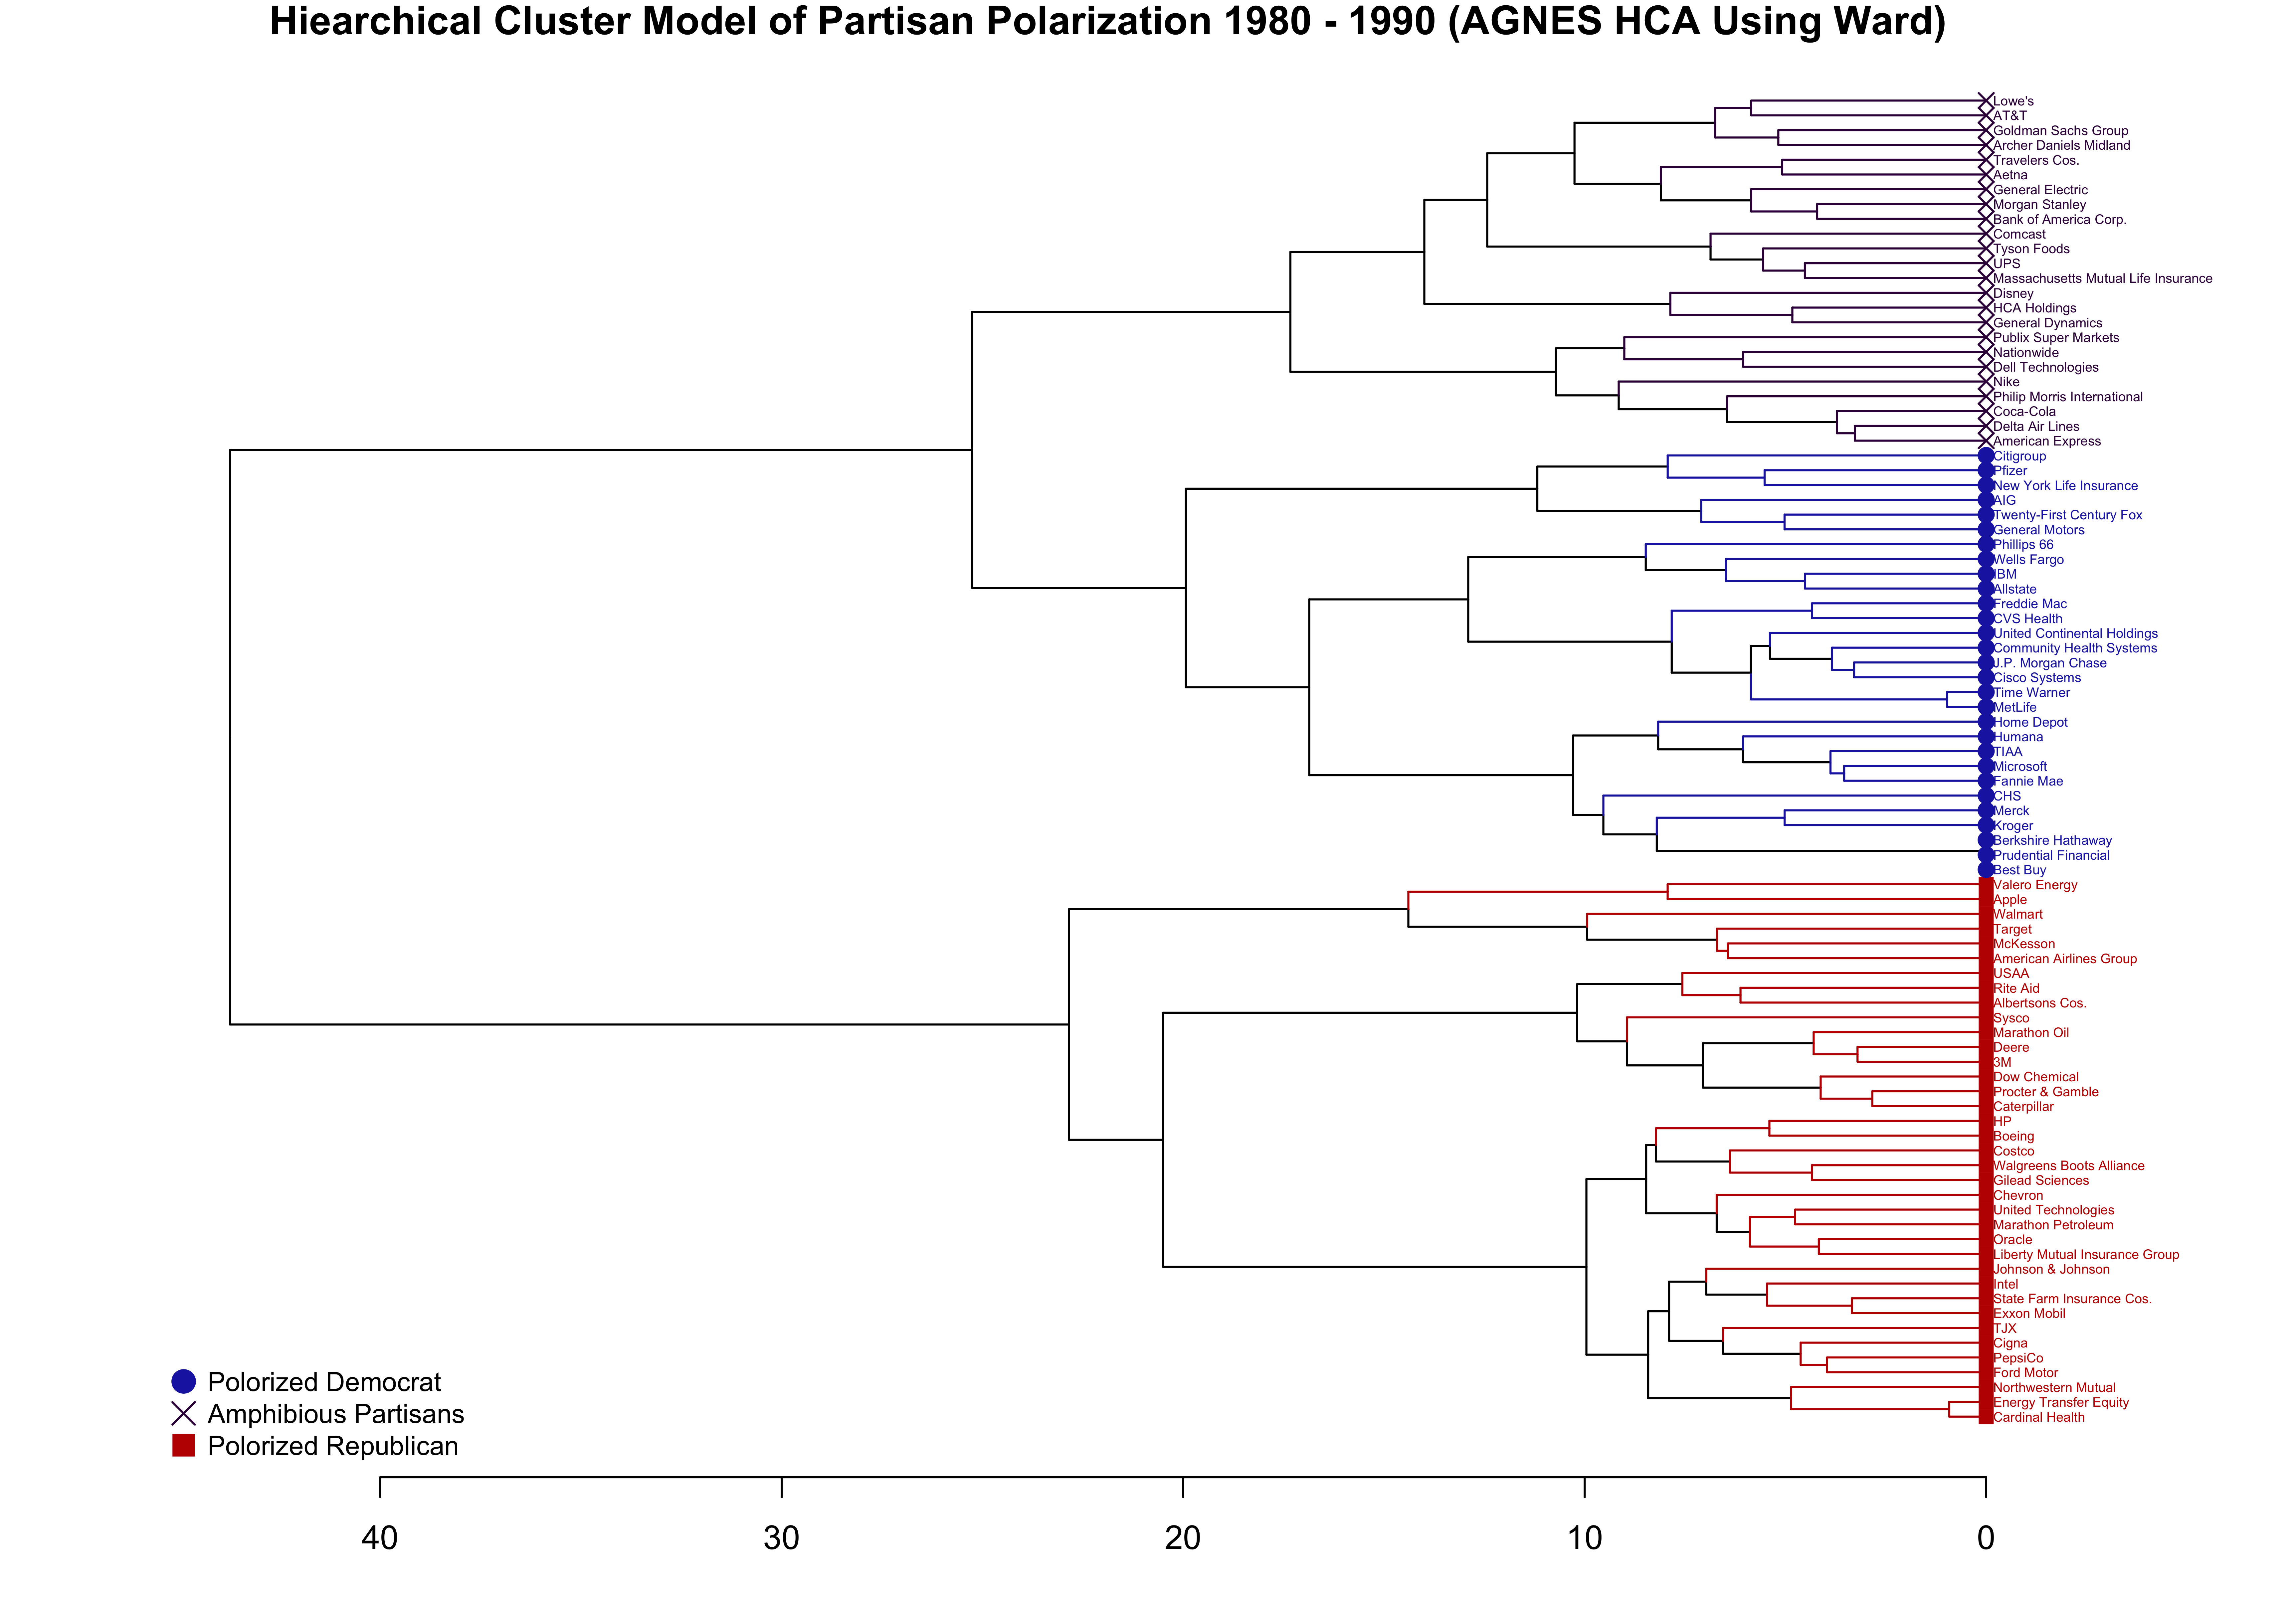 Hiearchical Cluster Model of Partisan Polarization 1980 - 1990 (AGNES HCA Using Ward)
Lowe's
AT&T
Goldman Sachs Group
Archer Daniels Midland
Travelers Cos.
Aetna
General Electric
Morgan Stanley
Bank of America Corp.
Comcast
Tyson Foods
UPS
Massachusetts Mutual Life Insurance
Disney
HCA Holdings
General Dynamics
Publix Super Markets
Nationwide
Dell Technologies
Nike
Philip Morris International
Coca-Cola
Delta Air Lines
American Express
Citigroup
Pfizer
New York Life Insurance
AIG
Twenty-First Century Fox
General Motors
Phillips 66
Wells Fargo
IBM
Allstate
Freddie Mac
CVS Health
United Continental Holdings
Community Health Systems
J.P. Morgan Chase
Cisco Systems
Time Warner
MetLife
Home Depot
Humana
TIAA
Microsoft
Fannie Mae
CHS
Merck
Kroger
Berkshire Hathaway
Prudential Financial
Best Buy
Valero Energy
Apple
Walmart
Target
McKesson
American Airlines Group
USAA
Rite Aid
Albertsons Cos.
Sysco
Marathon Oil
Deere
3M
Dow Chemical
Procter & Gamble
Caterpillar
HP
Boeing
Costco
Walgreens Boots Alliance
Gilead Sciences
Chevron
United Technologies
Marathon Petroleum
Oracle
Liberty Mutual Insurance Group
Johnson & Johnson
Intel
State Farm Insurance Cos.
Exxon Mobil
TJX
Cigna
PepsiCo
Ford Motor
Northwestern Mutual
Energy Transfer Equity
Cardinal Health
Polorized Democrat
Amphibious Partisans
Polorized Republican
40 30 20 10 0